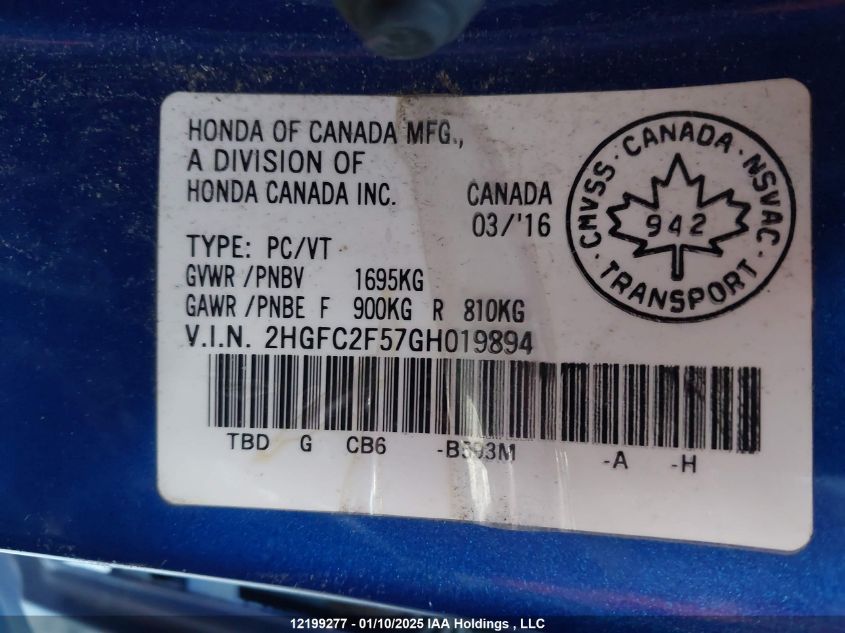 HONDA OF CANADA MFG.,
A DIVISION OF
HONDA CANADA INC.
CANADA
03/'16
TYPE: PC/VT
GVWR /PNBV 1695KG
GAWR /PNBE F 900KG R 810KG
V.I.N. 2HGFC2F57GH019894
TBD G CB6 -B593M -A -H
CMVSS · CANADA · NSVAC
942
· TRANSPORT ·
12199277 - 01/10/2025 IAA Holdings , LLC